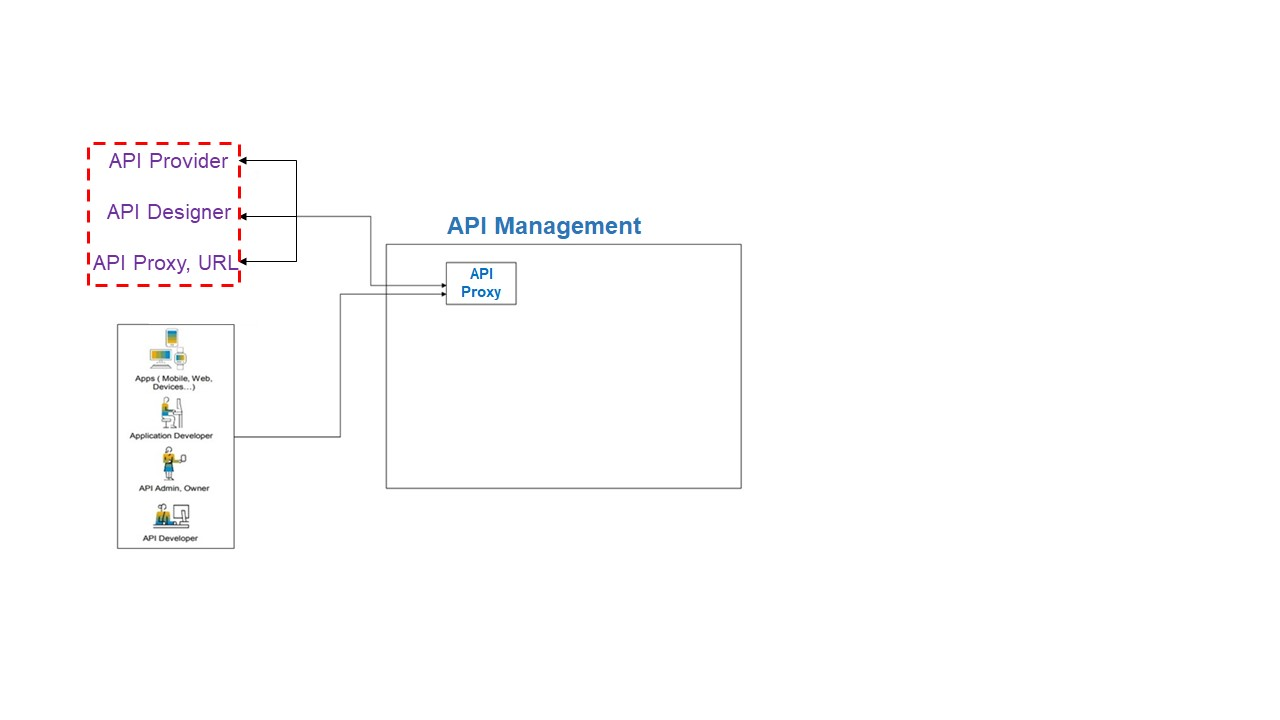 API Provider
API Designer
API Proxy, URL
API Management
API
Proxy
Apps ( Mobile, Web,
Devices...)
Application Developer
API Admin, Owner
API Developer